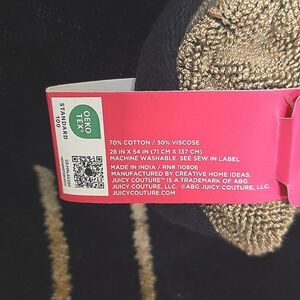 OEKO
TEX®
STANDARD
100
70% COTTON / 30% VISCOSE
28 IN X 54 IN (71 CM X 137 CM)
MACHINE WASHABLE. SEE SEW IN LABEL
MADE IN INDIA / RN# 110806
MANUFACTURED BY CREATIVE HOME IDEAS.
JUICY COUTURE™ IS A TRADEMARK OF ABG
JUICY COUTURE, LLC. ©ABG JUICY COUTURE, LLC.
JUICYCOUTURE.COM